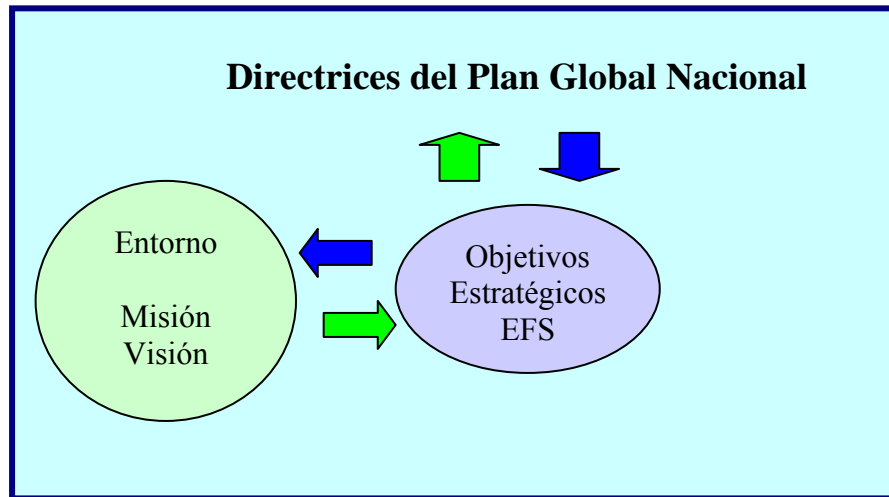 Directrices del Plan Global Nacional
Entorno
Misión
Visión
Objetivos
Estratégicos
EFS